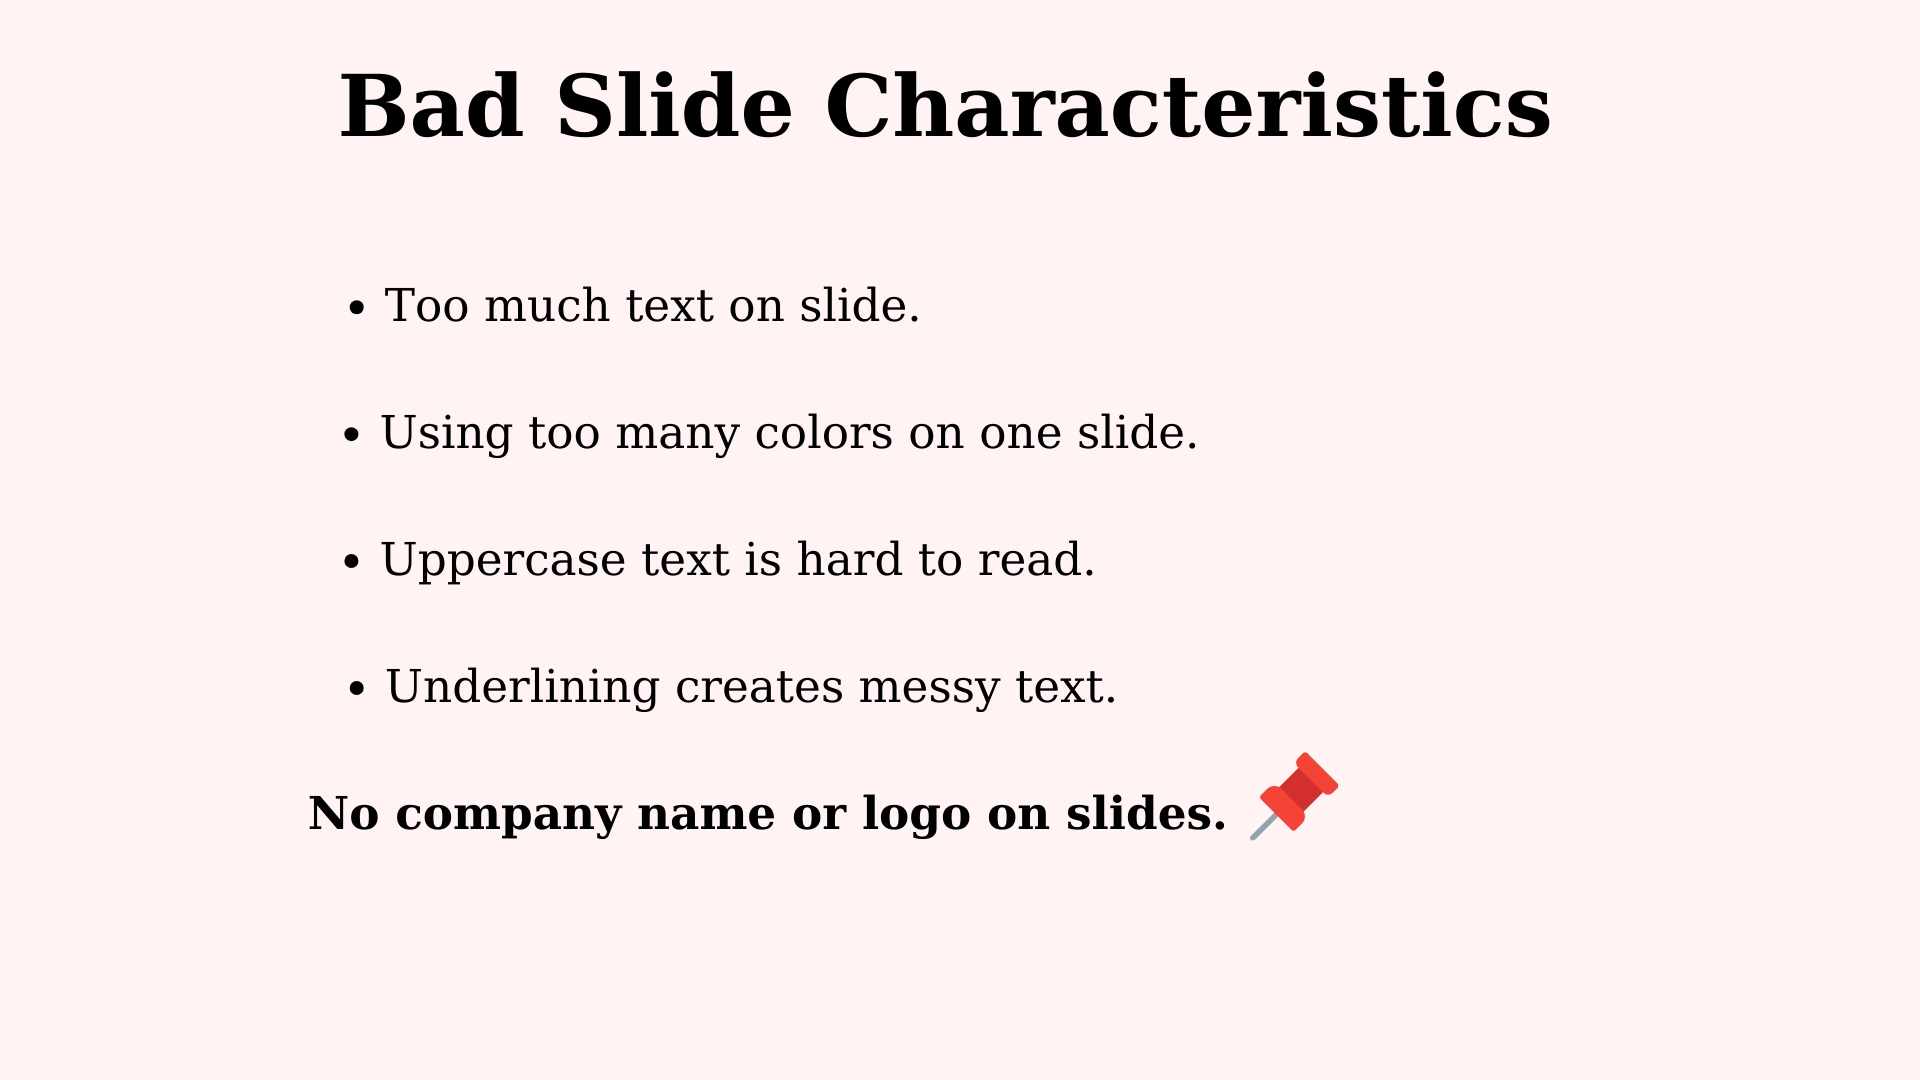 Bad Slide Characteristics
• Too much text on slide.
• Using too many colors on one slide.
• Uppercase text is hard to read.
• Underlining creates messy text.
No company name or logo on slides.